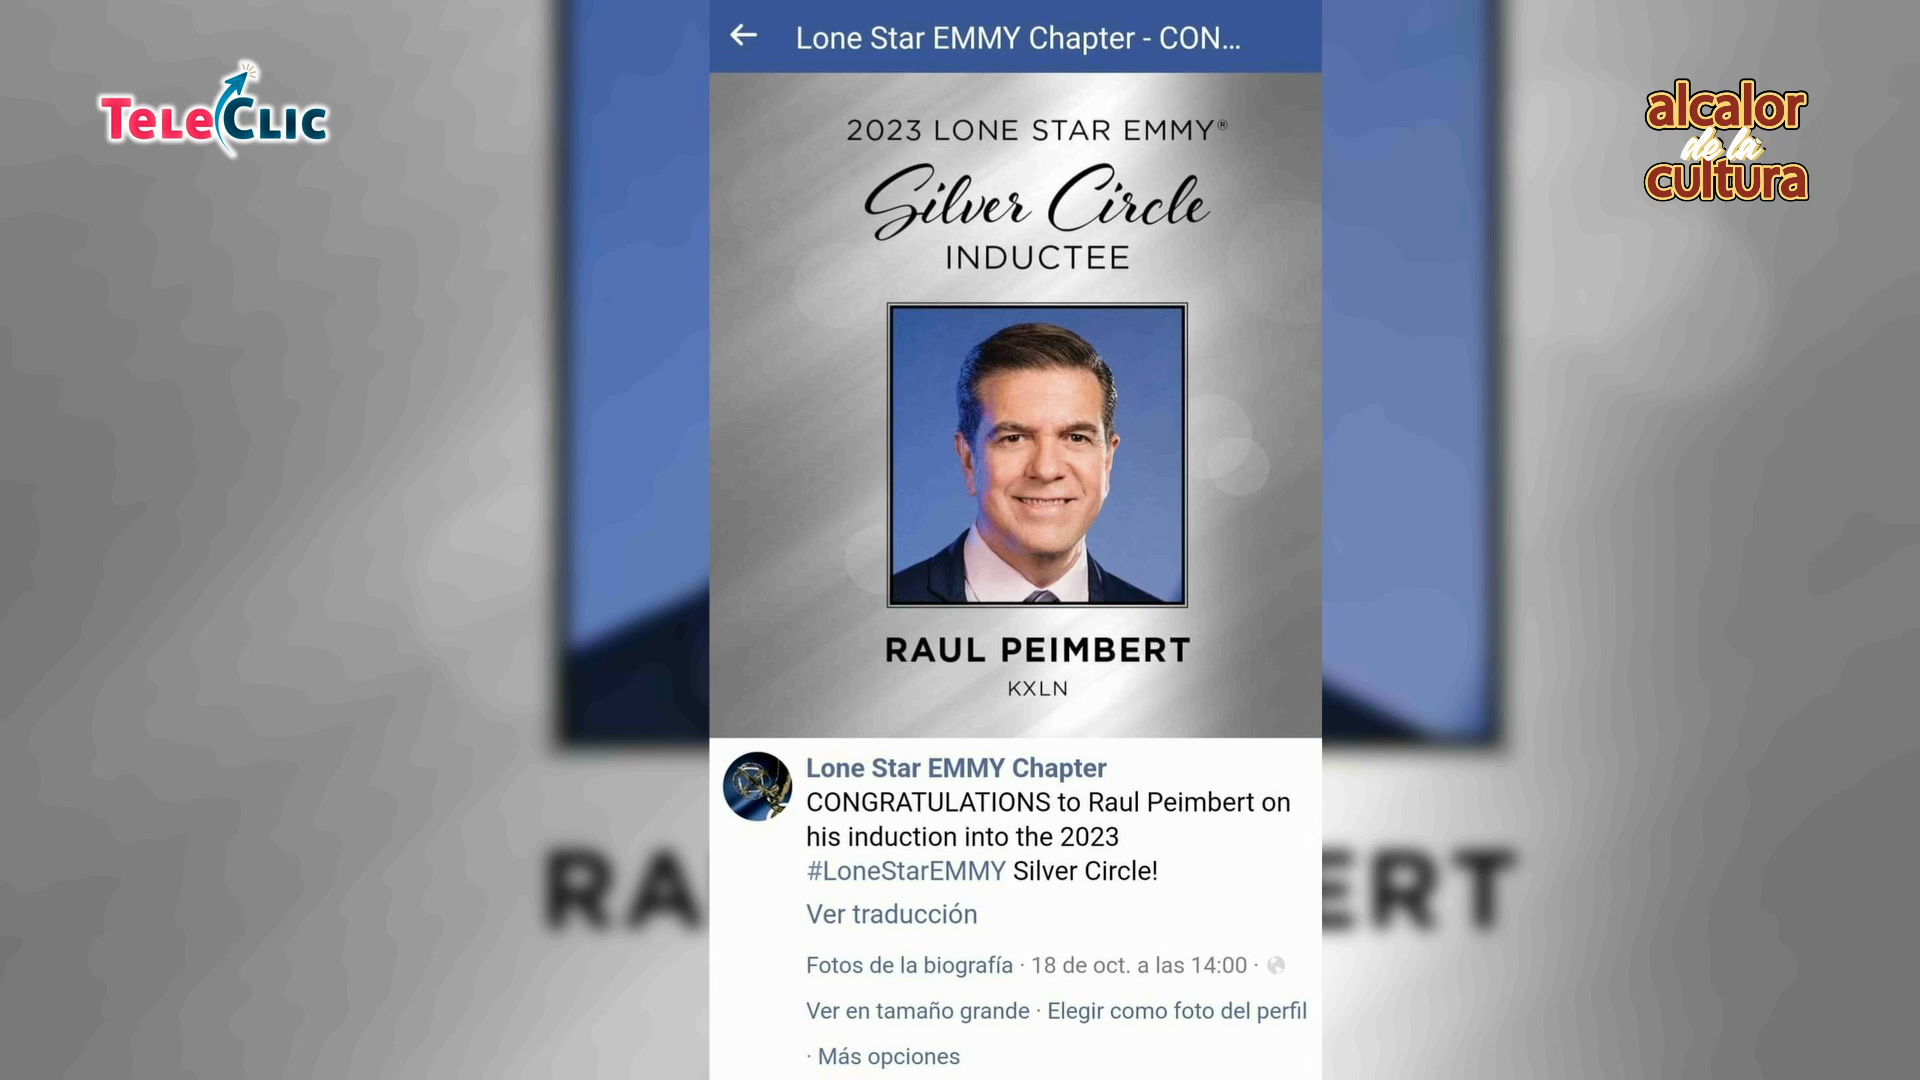 TELECLIC
alcalor
de la
cultura
Lone Star EMMY Chapter - CON...
2023 LONE STAR EMMY®
Silver Circle
INDUCTEE
RAUL PEIMBERT
KXLN
Lone Star EMMY Chapter
CONGRATULATIONS to Raul Peimbert on
his induction into the 2023
#LoneStarEMMY Silver Circle!
Ver traducción
Fotos de la biografía · 18 de oct. a las 14:00 ·
Ver en tamaño grande · Elegir como foto del perfil
· Más opciones
RA
ERT